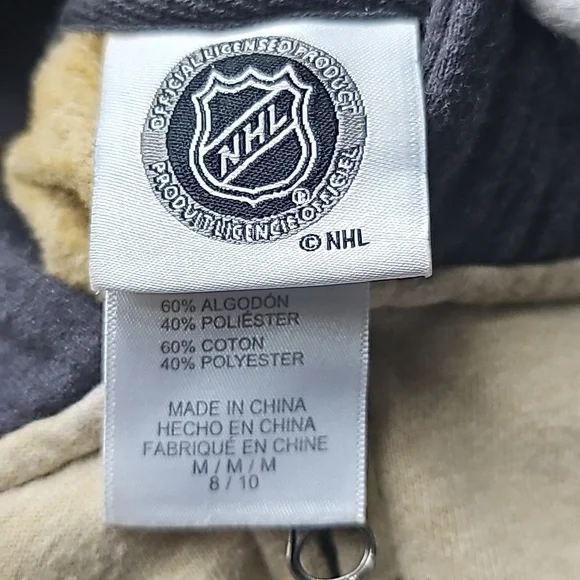 OFFICIAL LICENSED PRODUCT
NHL
®
PRODUIT LICENCIÉ OFFICIEL
© NHL
60% ALGODÓN
40% POLIÉSTER
60% COTON
40% POLYESTER
MADE IN CHINA
HECHO EN CHINA
FABRIQUÉ EN CHINE
M / M / M
8 / 10